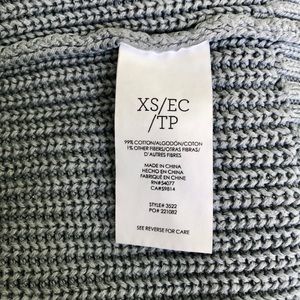 XS/EC
/TP
99% COTTON/ALGODÓN/COTON
1% OTHER FIBERS/OTRAS FIBRAS/
D'AUTRES FIBRES
MADE IN CHINA
HECHO EN CHINA
FABRIQUÉ EN CHINE
RN#54077
CA#59814
STYLE# 3522
PO# 221082
SEE REVERSE FOR CARE